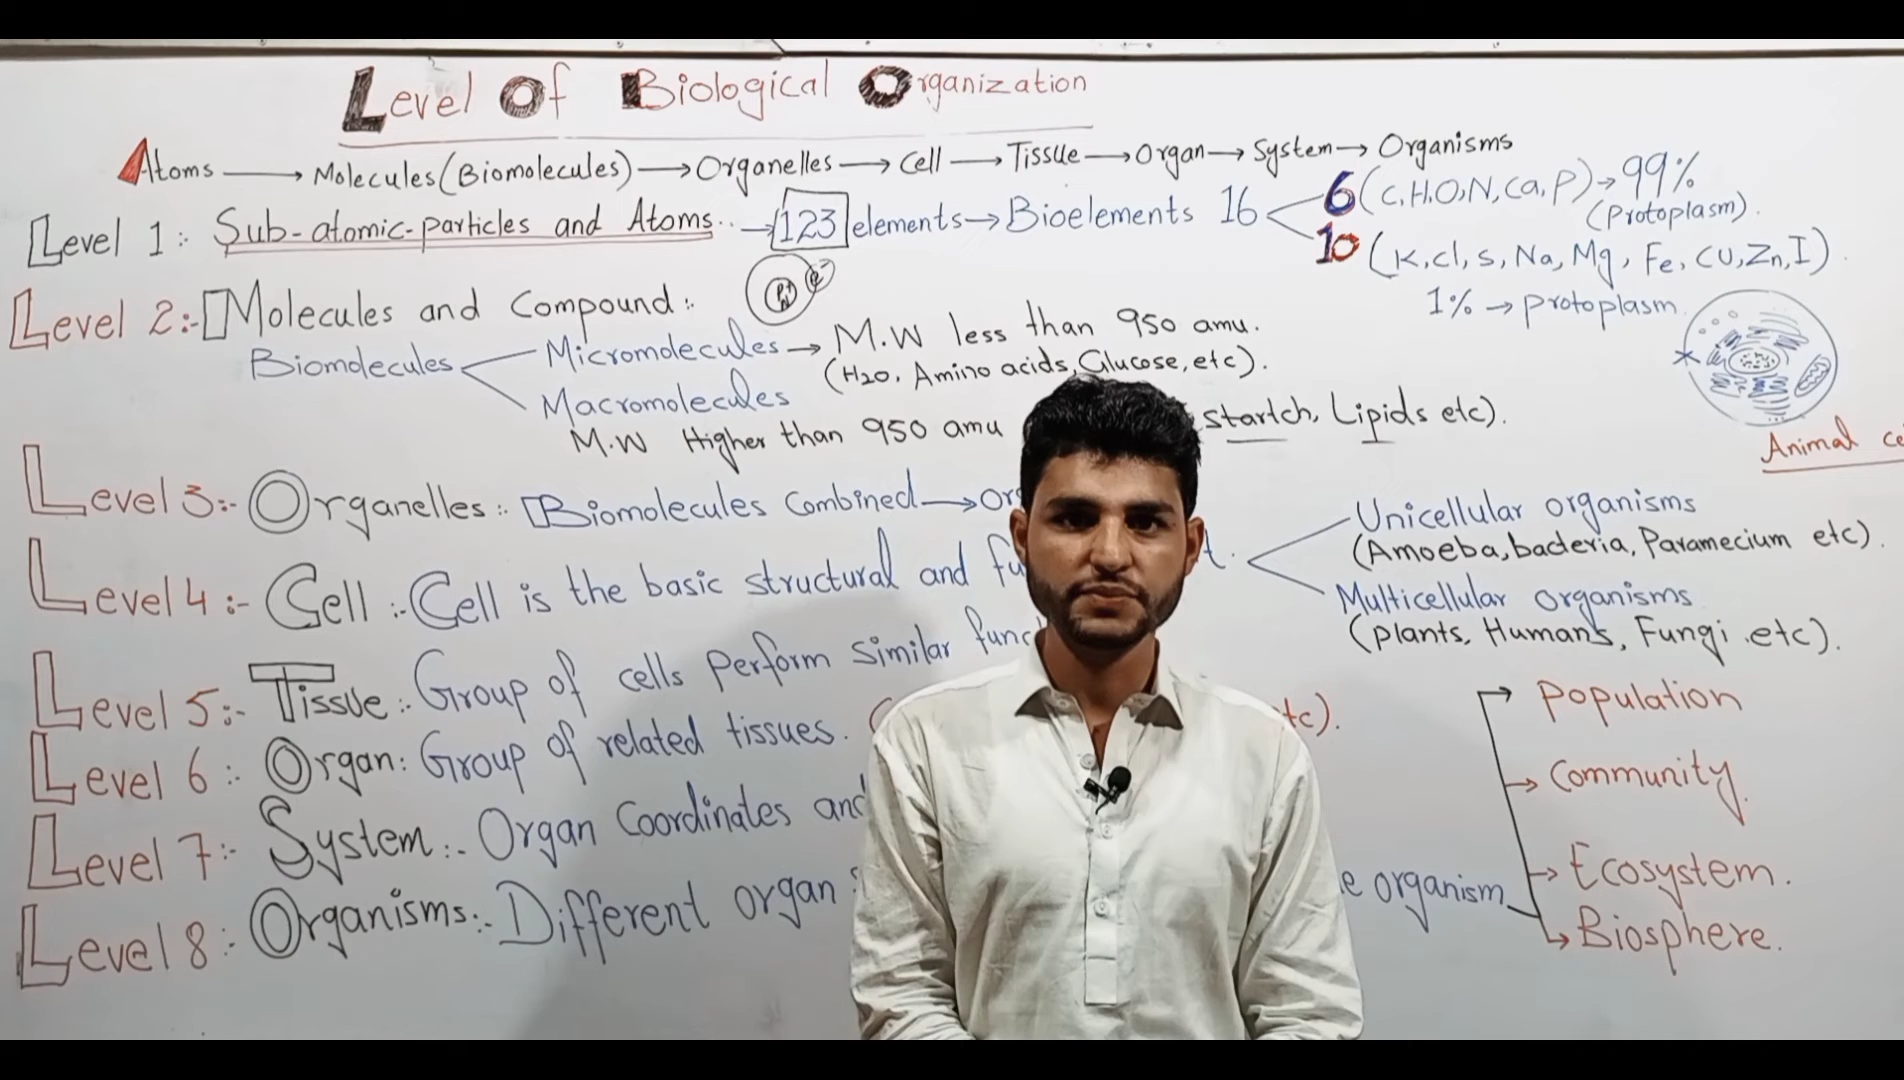 Level Of Biological Organization
Atoms → Molecules (Biomolecules) → Organelles → Cell → Tissue → Organ → System → Organisms
Level 1:- Sub-atomic-particles and Atoms.. → 123 elements → Bioelements 16
6 (C,H,O,N,Ca,P) → 99%
(Protoplasm).
10 (K,Cl,S,Na,Mg,Fe,CU,Zn,I).
1% → protoplasm.
P+
N
e-
Level 2:- Molecules and Compound:-
Biomolecules
Micromolecules → M.W less than 950 amu.
(H2O, Amino acids, Glucose, etc).
Macromolecules
M.W Higher than 950 amu startch, Lipids etc).
Animal
Level 3:- Organelles:- Biomolecules Combined →
Level 4:- Cell:- Cell is the basic structural and
Unicellular organisms
(Amoeba, bacteria, Paramecium etc).
Multicellular organisms
(plants, Humans, Fungi etc).
Level 5:- Tissue:- Group of cells perform similar
Level 6:- Organ: Group of related tissues. etc).
Level 7:- System:- Organ Coordinates and
Level 8:- Organisms:- Different organ organism
Population
Community.
Ecosystem.
Biosphere.